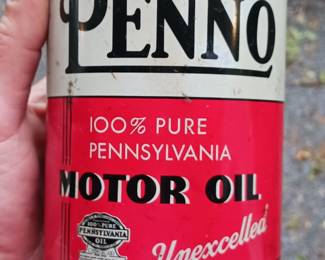 PENNO
100% PURE
PENNSYLVANIA
MOTOR OIL
100% PURE
PENNSYLVANIA
OIL
Unexcelled